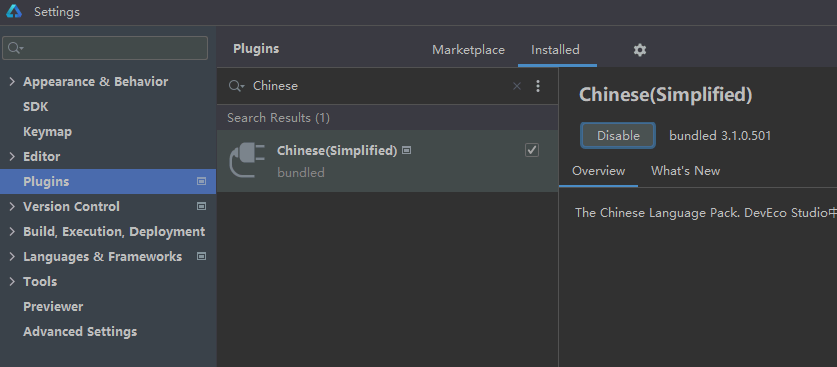 Settings
Plugins
Marketplace
Installed
Appearance & Behavior
SDK
Keymap
Editor
Plugins
Version Control
Build, Execution, Deployment
Languages & Frameworks
Tools
Previewer
Advanced Settings
Chinese
Search Results (1)
Chinese(Simplified)
bundled
Chinese(Simplified)
Disable
bundled 3.1.0.501
Overview
What's New
The Chinese Language Pack. DevEco Studio中